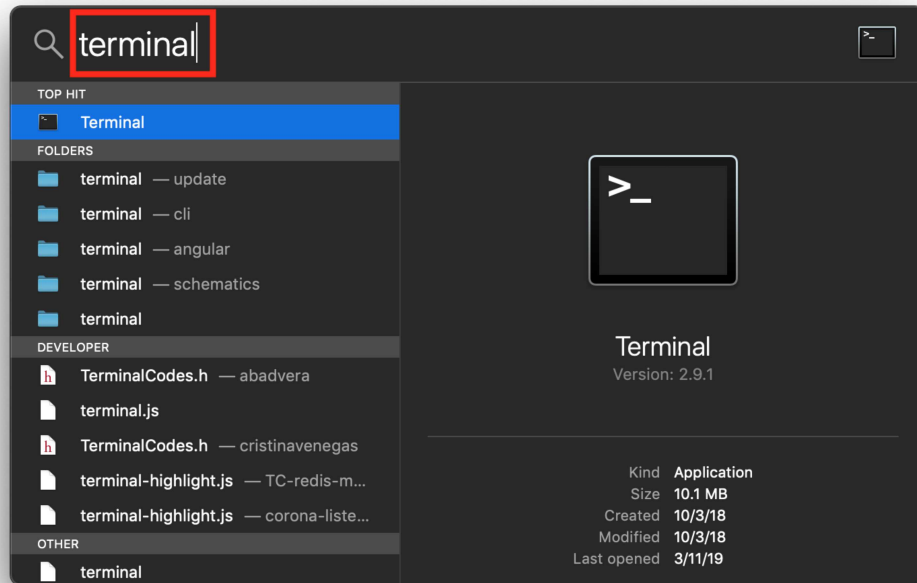 terminal
TOP HIT
Terminal
FOLDERS
terminal — update
terminal — cli
terminal — angular
terminal — schematics
terminal
DEVELOPER
TerminalCodes.h — abadvera
terminal.js
TerminalCodes.h — cristinavenegas
terminal-highlight.js — TC-redis-m...
terminal-highlight.js — corona-liste...
OTHER
terminal
>_
>_
Terminal
Version: 2.9.1
Kind Application
Size 10.1 MB
Created 10/3/18
Modified 10/3/18
Last opened 3/11/19